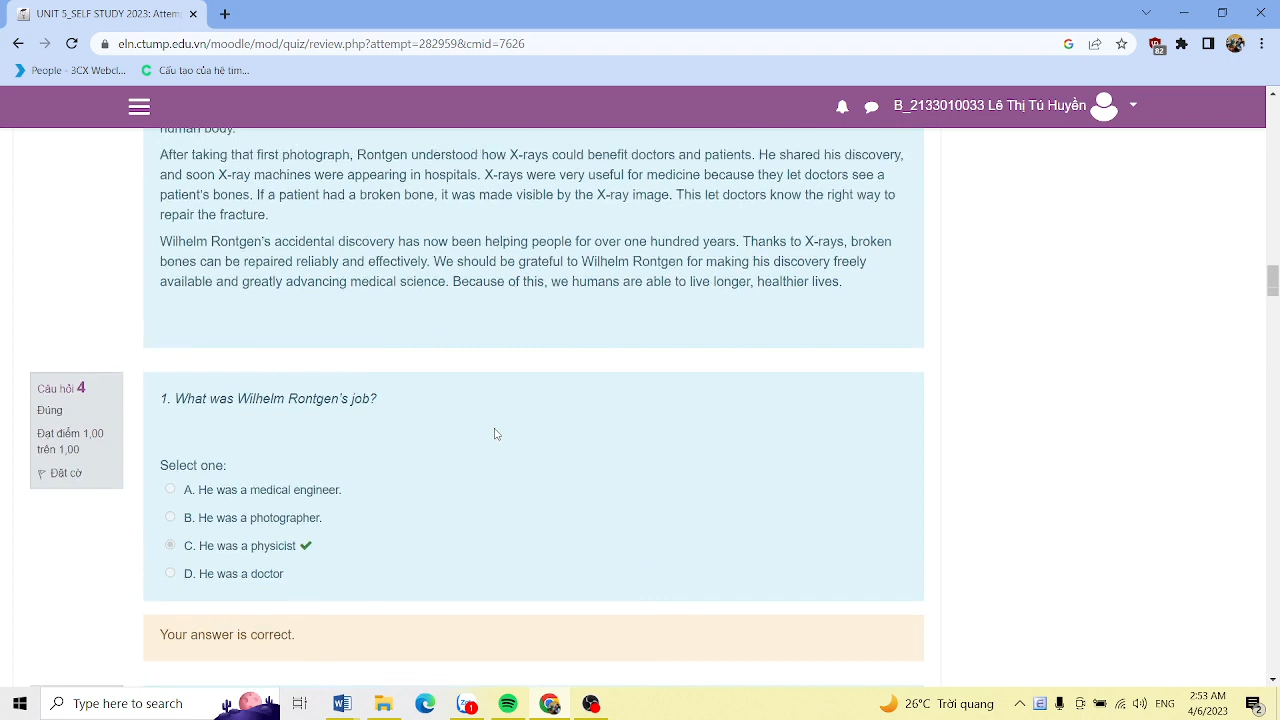 UNIT 5_SELF STUDY 2023: Attemp
eln.ctump.edu.vn/moodle/mod/quiz/review.php?attempt=282959&cmid=7626
82
People - 3CX Webcl...
Cấu tạo của hệ tim...
B_2133010033 Lê Thị Tú Huyền
human body.
After taking that first photograph, Rontgen understood how X-rays could benefit doctors and patients. He shared his discovery,
and soon X-ray machines were appearing in hospitals. X-rays were very useful for medicine because they let doctors see a
patient's bones. If a patient had a broken bone, it was made visible by the X-ray image. This let doctors know the right way to
repair the fracture.
Wilhelm Rontgen's accidental discovery has now been helping people for over one hundred years. Thanks to X-rays, broken
bones can be repaired reliably and effectively. We should be grateful to Wilhelm Rontgen for making his discovery freely
available and greatly advancing medical science. Because of this, we humans are able to live longer, healthier lives.
Câu hỏi 4
Đúng
Đạt điểm 1,00
trên 1,00
Đặt cờ
1. What was Wilhelm Rontgen's job?
Select one:
A. He was a medical engineer.
B. He was a photographer.
C. He was a physicist
D. He was a doctor
Your answer is correct.
Type here to search
1
26°C Trời quang
ENG
2:53 AM
4/6/2023
2